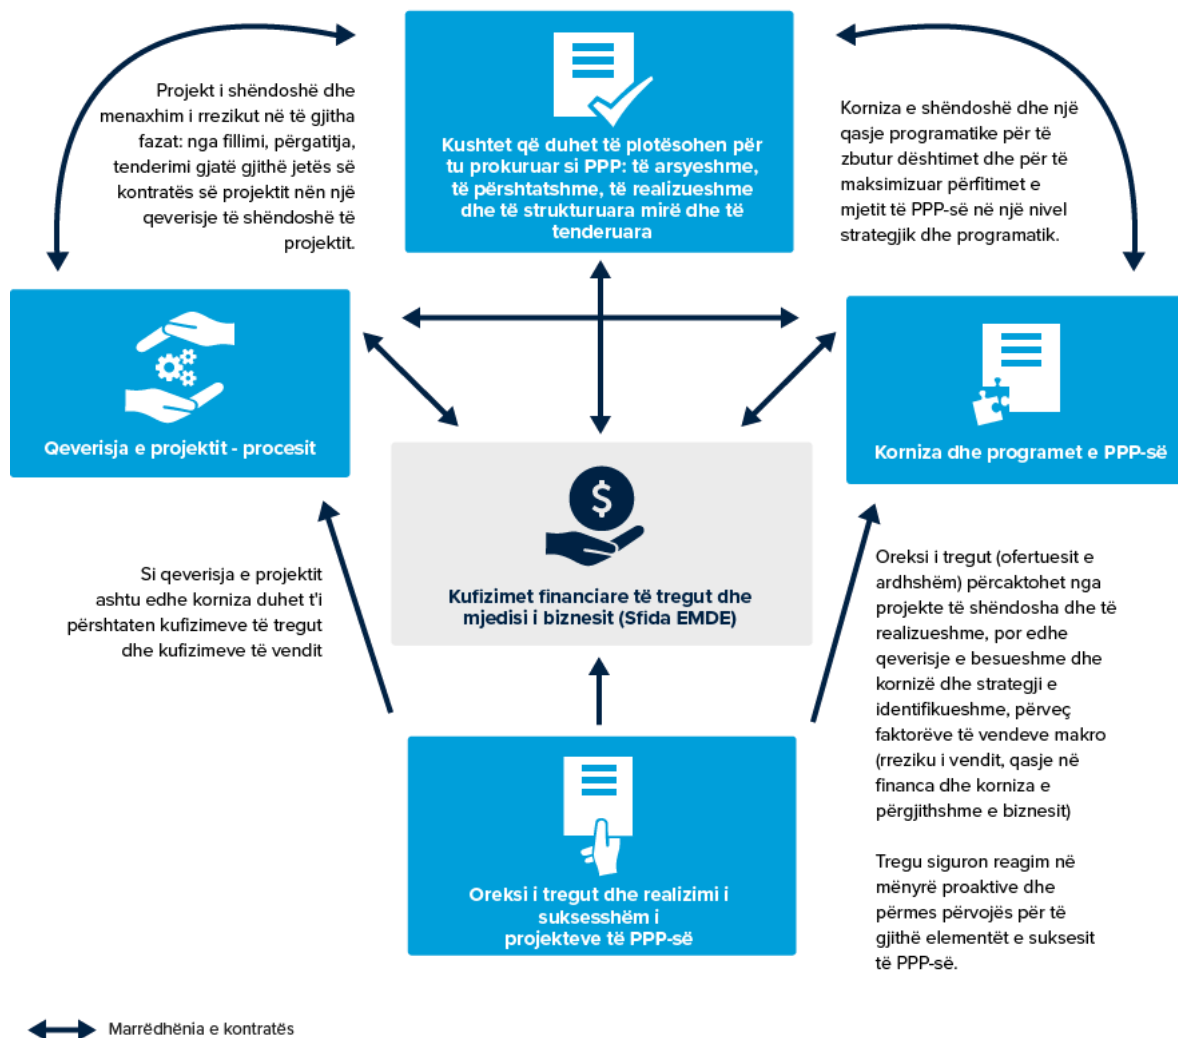 Projekt i shëndoshë dhe
menaxhim i rrezikut në të gjitha
fazat: nga fillimi, përgatitja,
tenderimi gjatë gjithë jetës së
kontratës së projektit nën një
qeverisje të shëndoshë të
projektit.
Kushtet që duhet të plotësohen për
tu prokuruar si PPP: të arsyeshme,
të përshtatshme, të realizueshme
dhe të strukturuara mirë dhe të
tenderuara
Korniza e shëndoshë dhe një
qasje programatike për të
zbutur dështimet dhe për të
maksimizuar përfitimet e
mjetit të PPP-së në një nivel
strategjik dhe programatik.
Qeverisja e projektit - procesit
Korniza dhe programet e PPP-së
$
Kufizimet financiare të tregut dhe
mjedisi i biznesit (Sfida EMDE)
Si qeverisja e projektit
ashtu edhe korniza duhet t'i
përshtaten kufizimeve të tregut
dhe kufizimeve të vendit
Oreksi i tregut (ofertuesit e
ardhshëm) përcaktohet nga
projekte të shëndosha dhe të
realizueshme, por edhe
qeverisje e besueshme dhe
kornizë dhe strategji e
identifikueshme, përveç
faktorëve të vendeve makro
(rreziku i vendit, qasje në
financa dhe korniza e
përgjithshme e biznesit)
Tregu siguron reagim në
mënyrë proaktive dhe
përmes përvojës për të
gjithë elementët e suksesit
të PPP-së.
Oreksi i tregut dhe realizimi i
suksesshëm i
projekteve të PPP-së
Marrëdhënia e kontratës